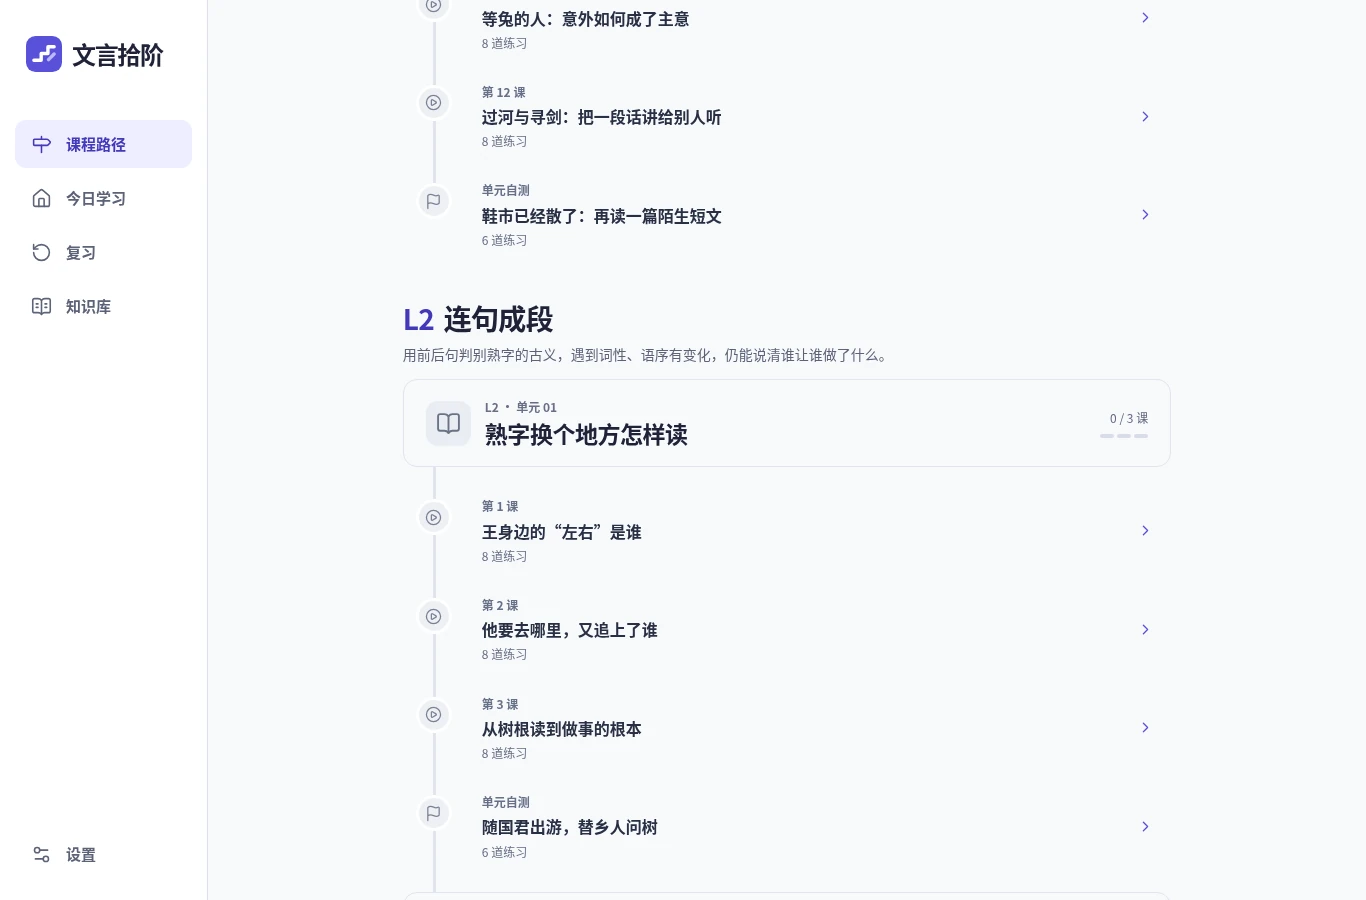 文言拾阶
课程路径
今日学习
复习
知识库
设置
等兔的人：意外如何成了主意
8 道练习
第 12 课
过河与寻剑：把一段话讲给别人听
8 道练习
单元自测
鞋市已经散了：再读一篇陌生短文
6 道练习
L2 连句成段
用前后句判别熟字的古义，遇到词性、语序有变化，仍能说清谁让谁做了什么。
L2 · 单元 01
熟字换个地方怎样读
0 / 3 课
第 1 课
王身边的“左右”是谁
8 道练习
第 2 课
他要去哪里，又追上了谁
8 道练习
第 3 课
从树根读到做事的根本
8 道练习
单元自测
随国君出游，替乡人问树
6 道练习